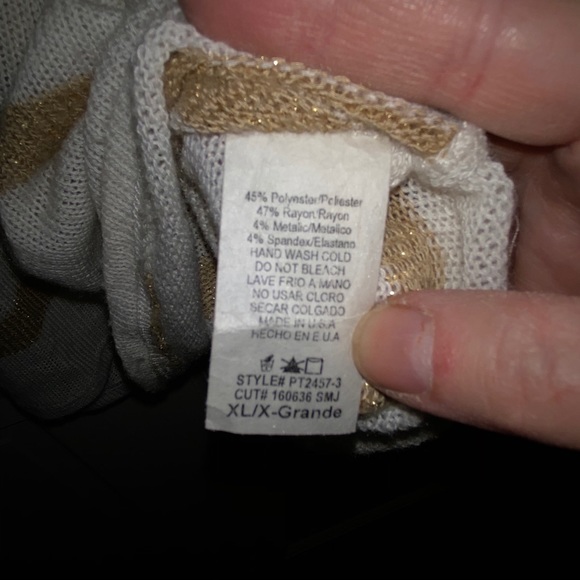 45% Polyester/Poliester
47% Rayon/Rayon
4% Metalic/Metalico
4% Spandex/Elastano
HAND WASH COLD
DO NOT BLEACH
LAVE FRIO A MANO
NO USAR CLORO
SECAR COLGADO
MADE IN U.S.A
HECHO EN E.U.A
STYLE# PT2457-3
CUT# 160636 SMJ
XL/X-Grande